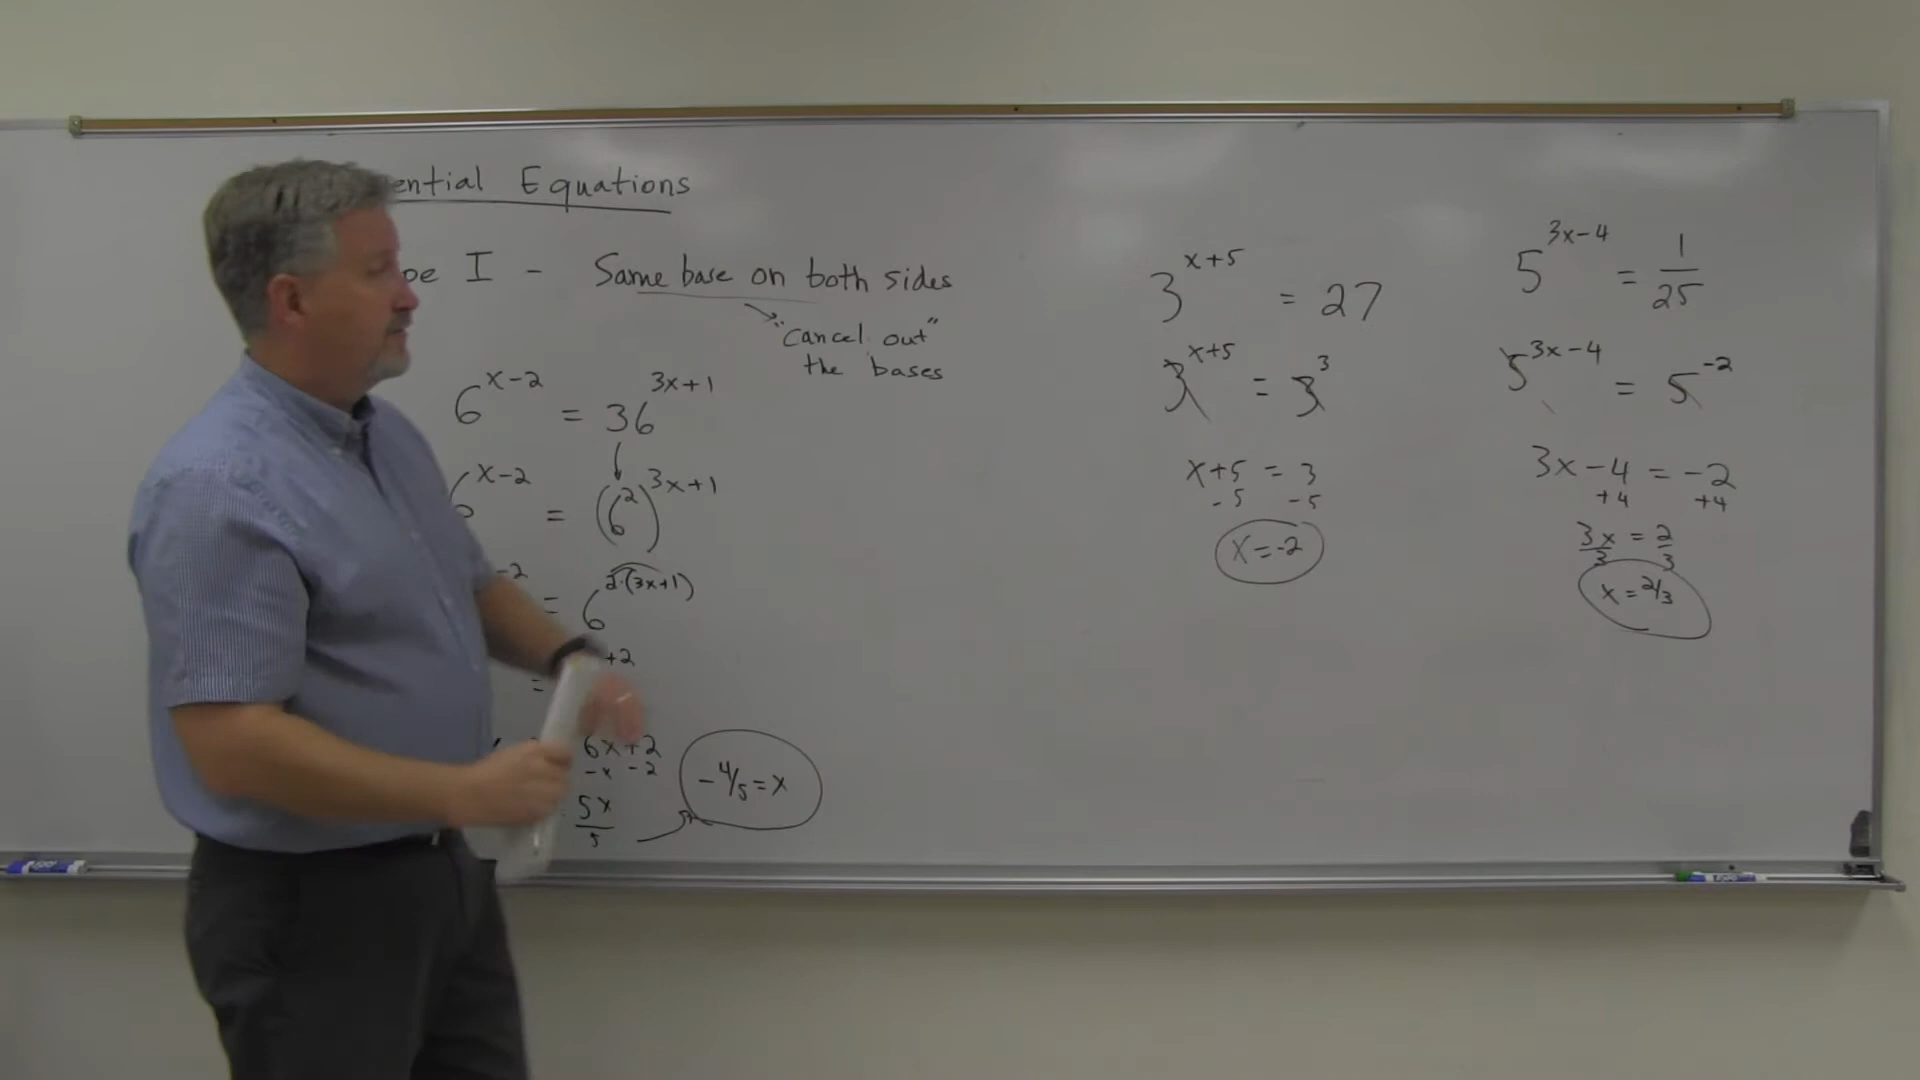 ential Equations
pe I - Same base on both sides
"Cancel out"
the bases
6^(x-2) = 36^(3x+1)
6^(x-2) = (6^2)^(3x+1)
-2 = 6^(2·(3x+1))
= +2
6x+2
-x -2
5x
5
-4/5 = x
3^(x+5) = 27
3^(x+5) = 3^3
x+5 = 3
-5 -5
x = -2
5^(3x-4) = 1/25
5^(3x-4) = 5^-2
3x-4 = -2
+4 +4
3x = 2
3 3
x = 2/3